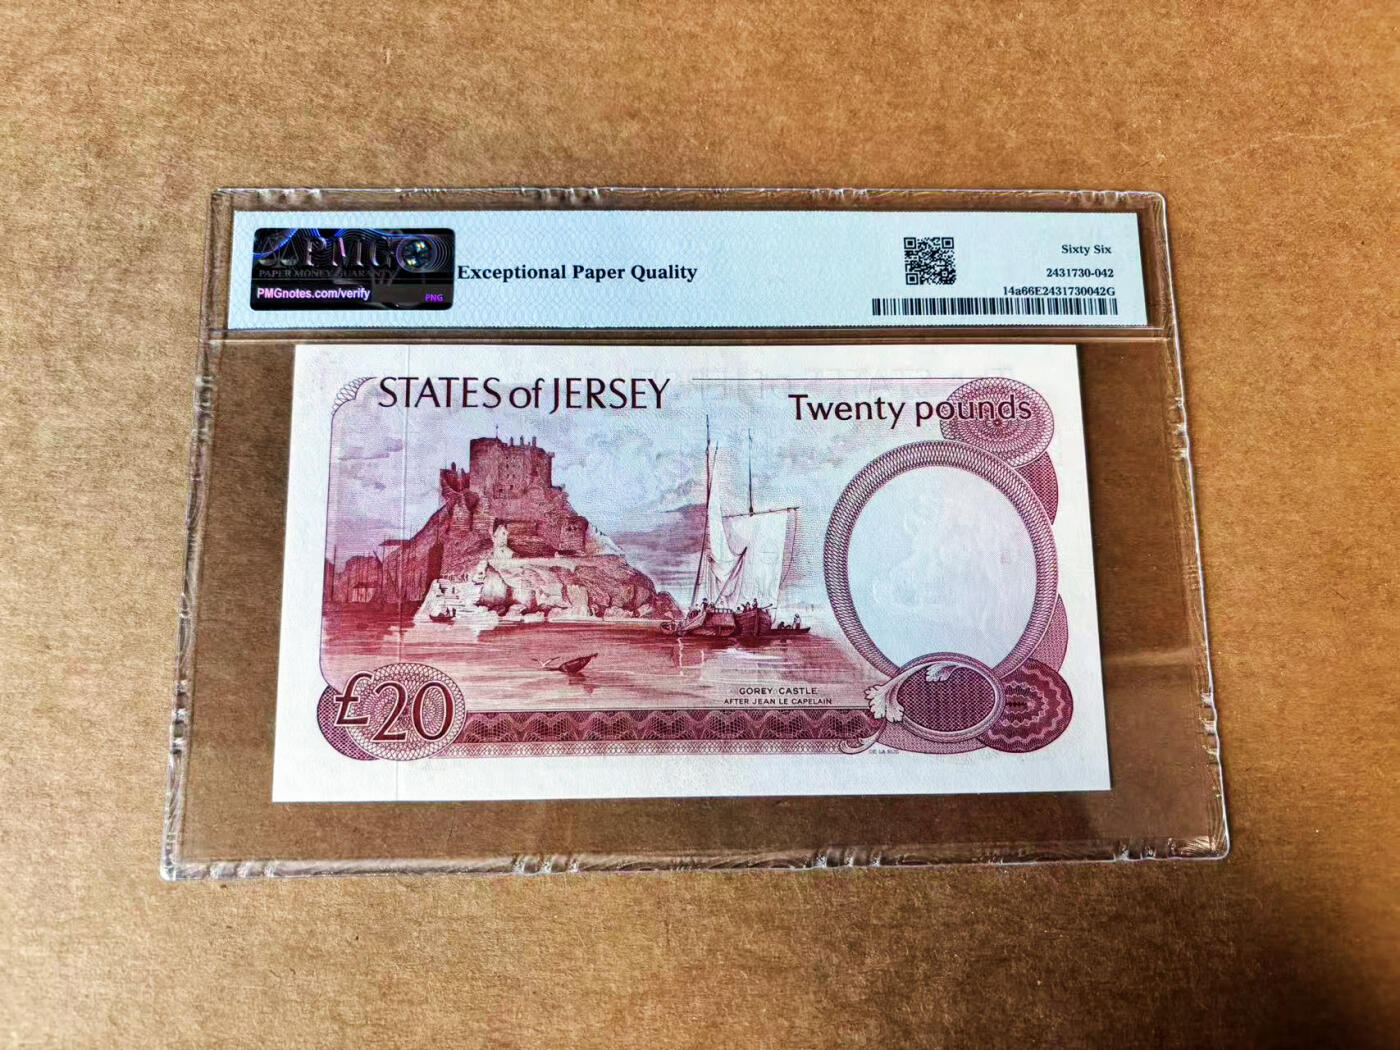 PMG
PAPER MONEY GUARANTY
PMGnotes.com/verify
PNG
Exceptional Paper Quality
Sixty Six
2431730-042
14a66E2431730042G
STATES of JERSEY
Twenty pounds
£20
GOREY CASTLE
AFTER JEAN LE CAPELAIN
DE LA RUE